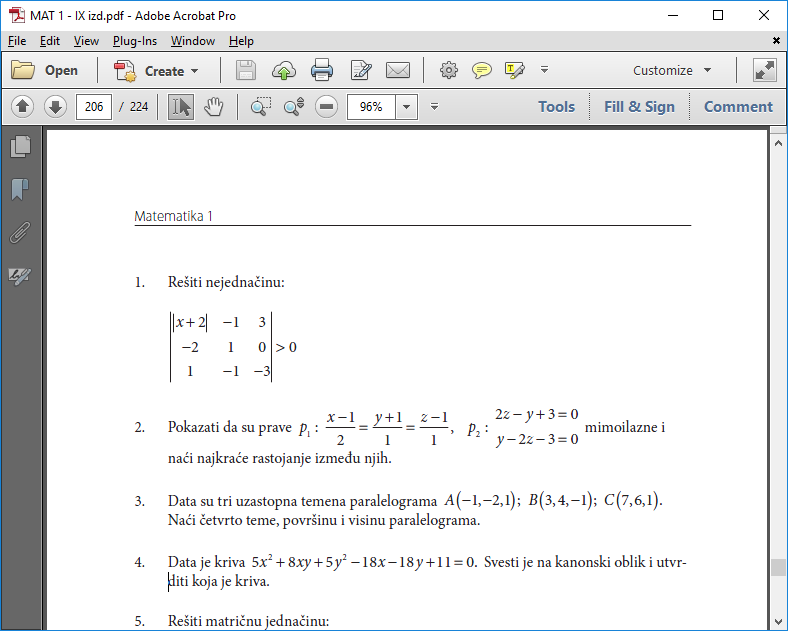 MAT 1 - IX izd.pdf - Adobe Acrobat Pro
File Edit View Plug-Ins Window Help
Open Create Customize
206 / 224 96% Tools Fill & Sign Comment
Matematika 1
1. Rešiti nejednačinu:
|x+2| −1 3
−2 1 0 > 0
1 −1 −3
2. Pokazati da su prave p₁ : (x−1)/2 = (y+1)/1 = (z−1)/1, p₂ : 2z−y+3=0 y−2z−3=0 mimoilazne i
naći najkraće rastojanje između njih.
3. Data su tri uzastopna temena paralelograma A(−1,−2,1); B(3,4,−1); C(7,6,1).
Naći četvrto teme, površinu i visinu paralelograma.
4. Data je kriva 5x²+8xy+5y²−18x−18y+11=0. Svesti je na kanonski oblik i utvr-
diti koja je kriva.
5. Rešiti matričnu jednačinu: